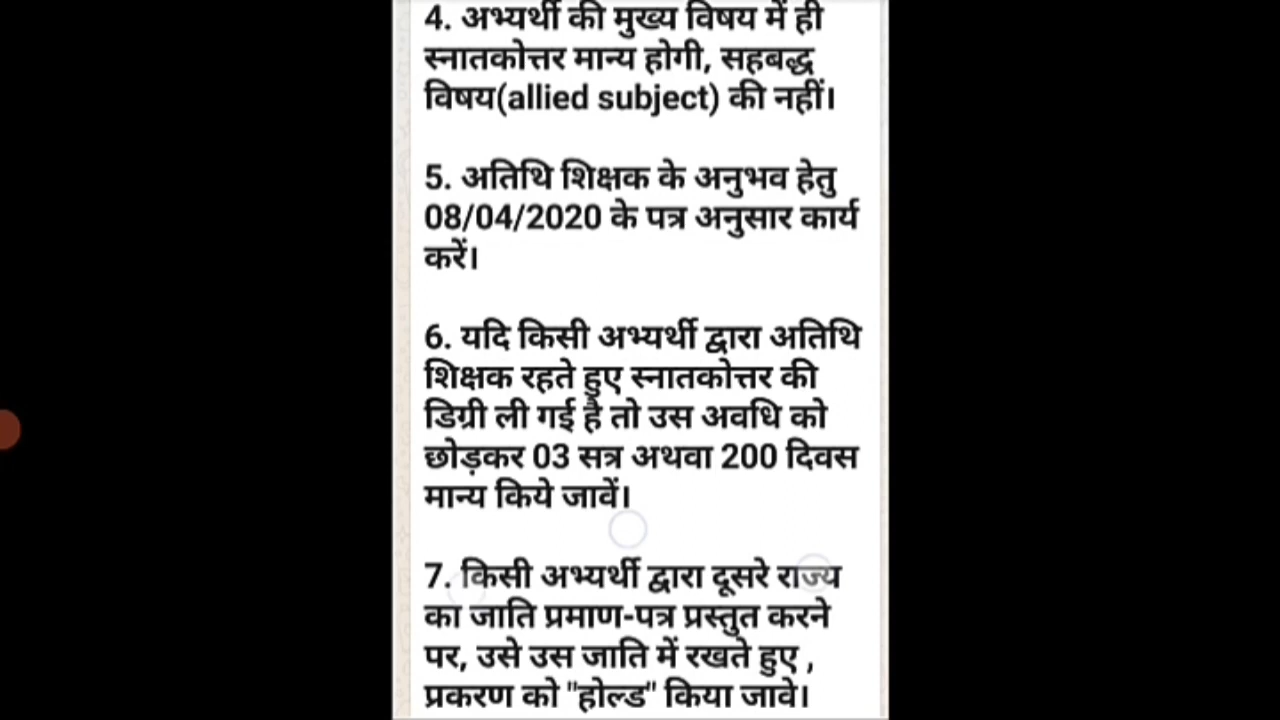 4. अभ्यर्थी की मुख्य विषय में ही
स्नातकोत्तर मान्य होगी, सहबद्ध
विषय(allied subject) की नहीं।
5. अतिथि शिक्षक के अनुभव हेतु
08/04/2020 के पत्र अनुसार कार्य
करें।
6. यदि किसी अभ्यर्थी द्वारा अतिथि
शिक्षक रहते हुए स्नातकोत्तर की
डिग्री ली गई है तो उस अवधि को
छोड़कर 03 सत्र अथवा 200 दिवस
मान्य किये जावें।
7. किसी अभ्यर्थी द्वारा दूसरे राज्य
का जाति प्रमाण-पत्र प्रस्तुत करने
पर, उसे उस जाति में रखते हुए ,
प्रकरण को "होल्ड" किया जावे।